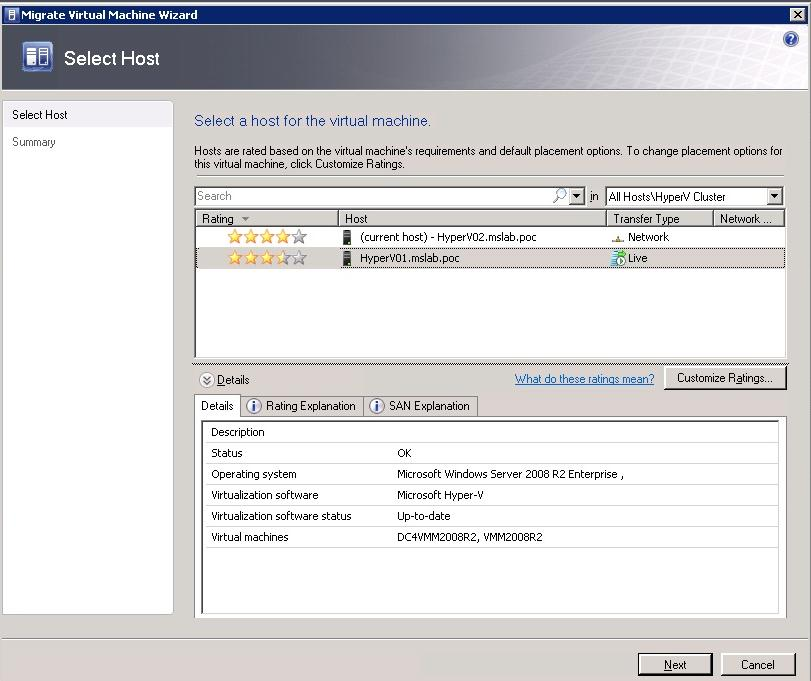 Migrate Virtual Machine Wizard
Select Host
Select Host
Summary
Select a host for the virtual machine.
Hosts are rated based on the virtual machine's requirements and default placement options. To change placement options for
this virtual machine, click Customize Ratings.
Search in All Hosts\HyperV Cluster
Rating Host Transfer Type Network ...
(current host) - HyperV02.mslab.poc Network
HyperV01.mslab.poc Live
Details What do these ratings mean? Customize Ratings...
Details Rating Explanation SAN Explanation
Description
Status OK
Operating system Microsoft Windows Server 2008 R2 Enterprise ,
Virtualization software Microsoft Hyper-V
Virtualization software status Up-to-date
Virtual machines DC4VMM2008R2, VMM2008R2
Next Cancel